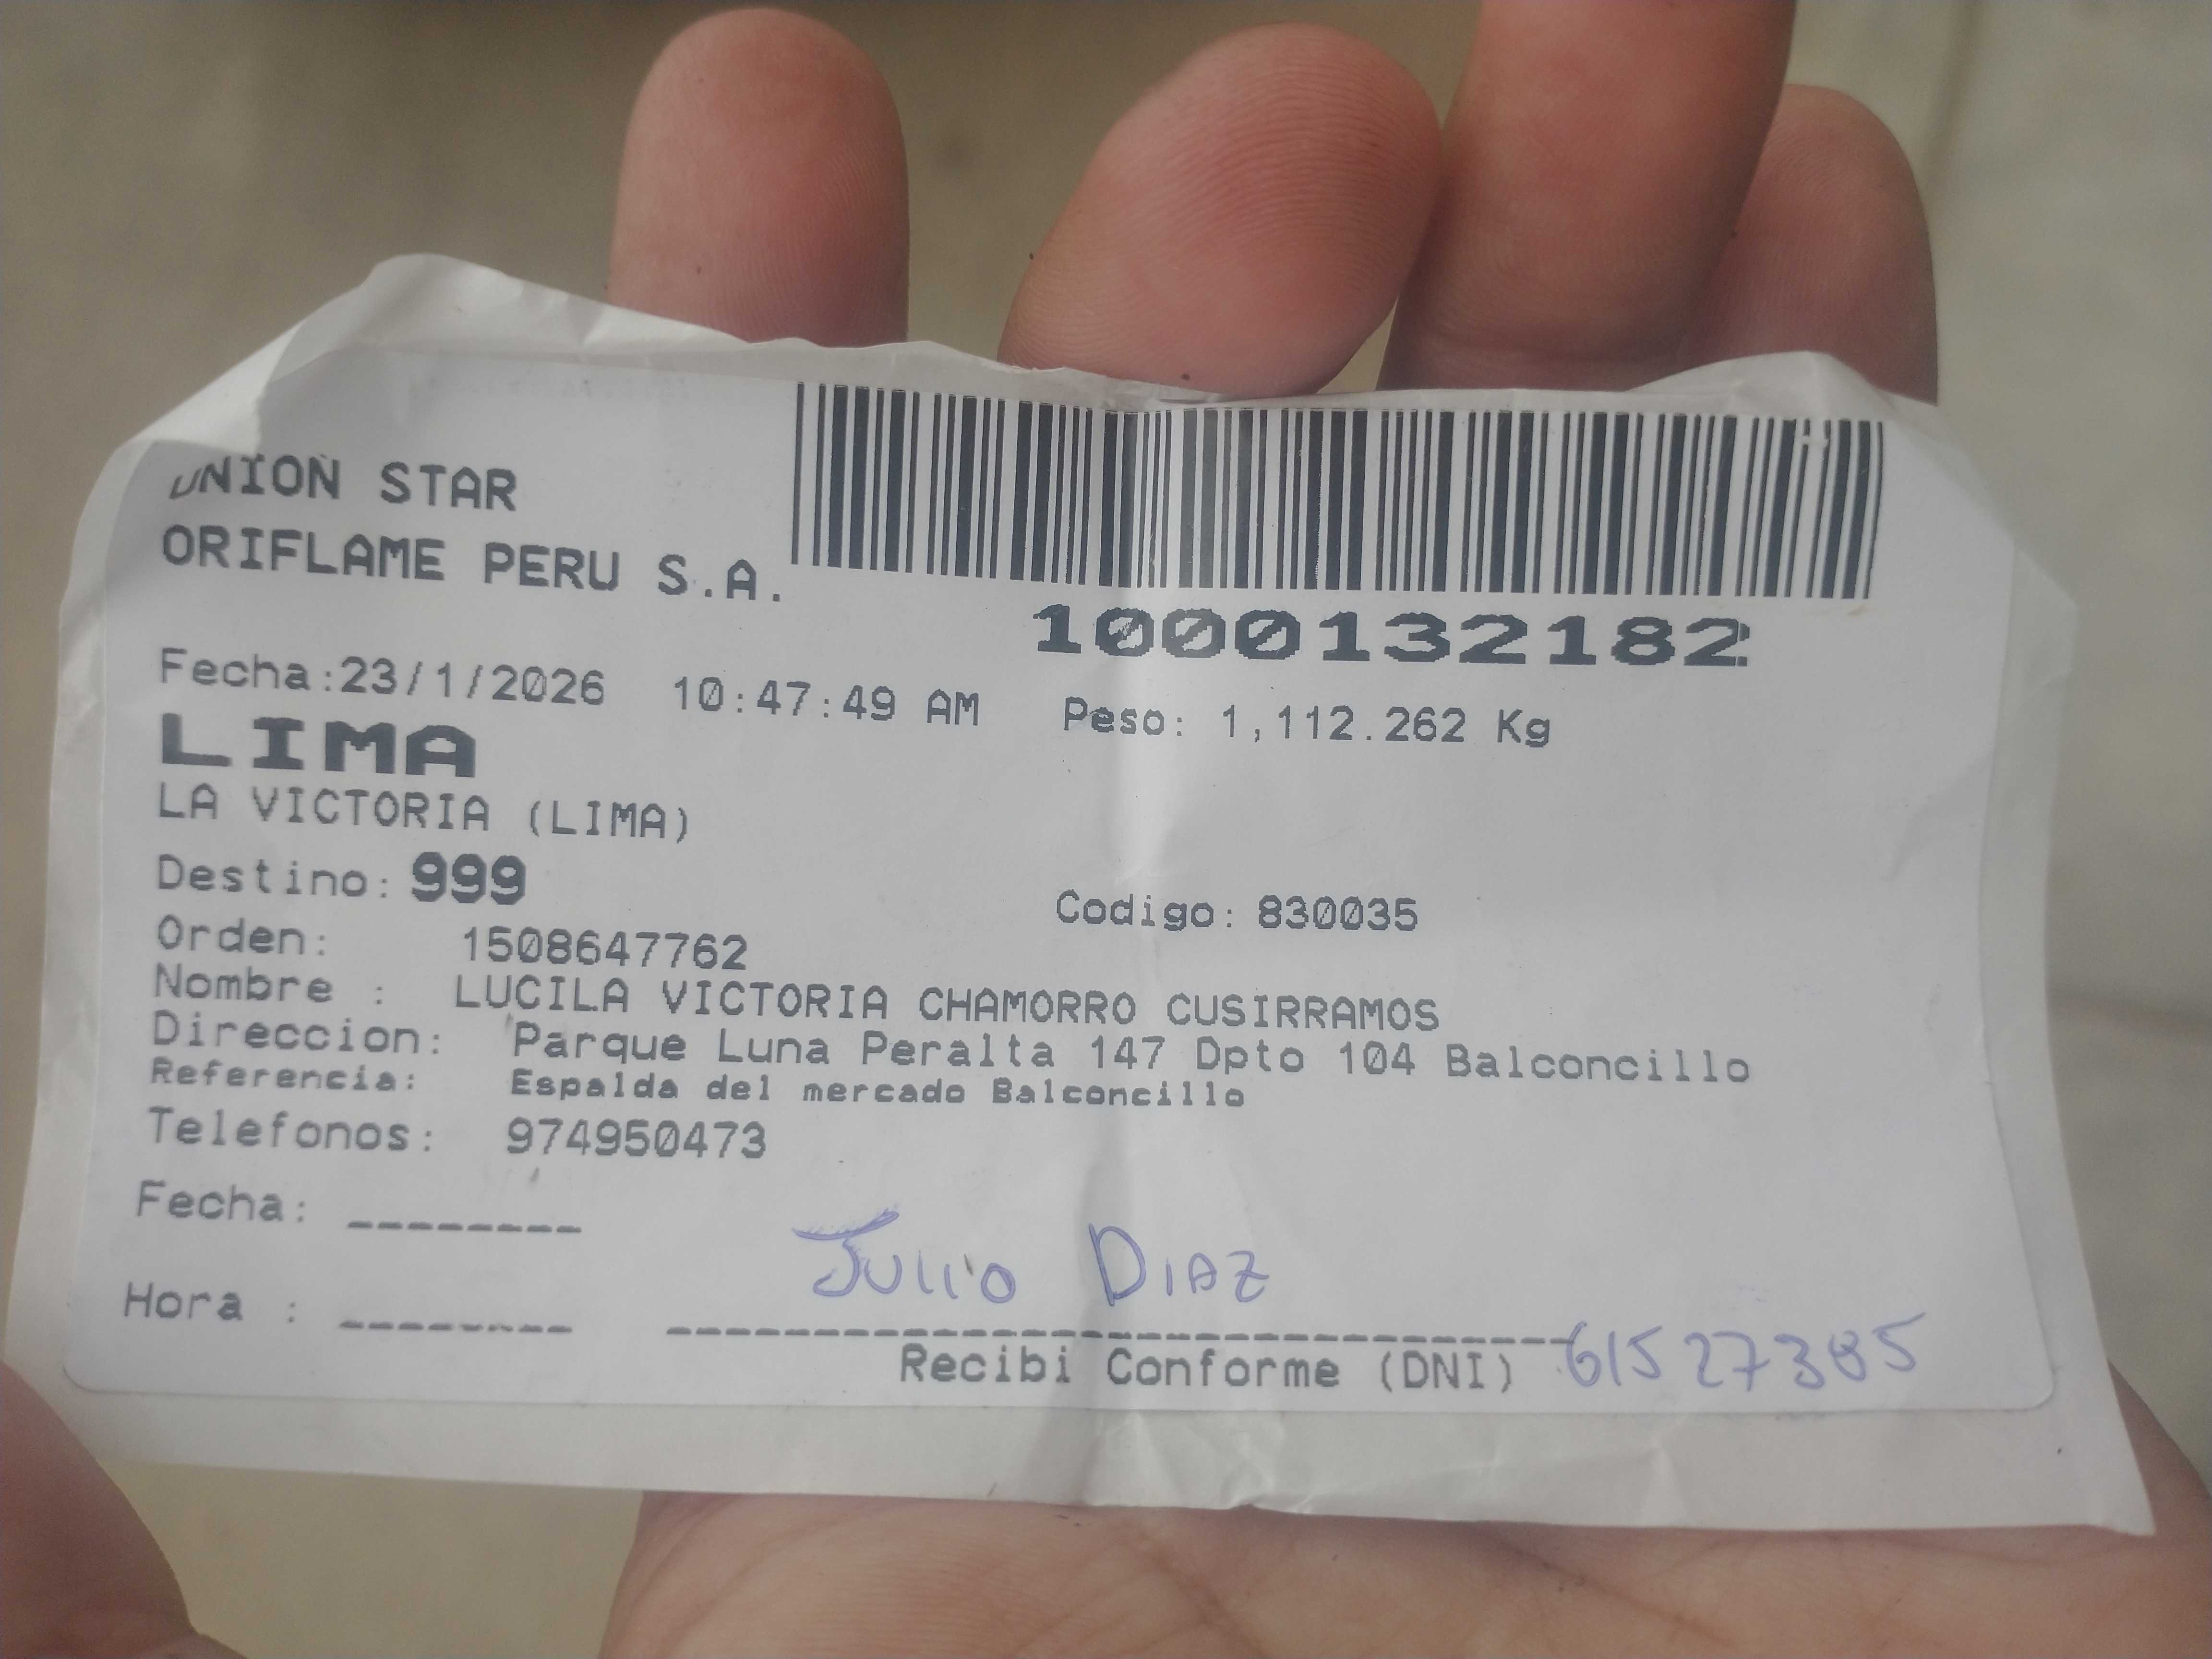 UNION STAR
ORIFLAME PERU S.A.
1000132182
Fecha:23/1/2026 10:47:49 AM Peso: 1,112.262 Kg
LIMA
LA VICTORIA (LIMA)
Destino: 999 Codigo: 830035
Orden: 1508647762
Nombre : LUCILA VICTORIA CHAMORRO CUSIRRAMOS
Direccion: Parque Luna Peralta 147 Dpto 104 Balconcillo
Referencia: Espalda del mercado Balconcillo
Telefonos: 974950473
Fecha: ________
Julio Diaz
Hora : ________
Recibi Conforme (DNI) 61527385